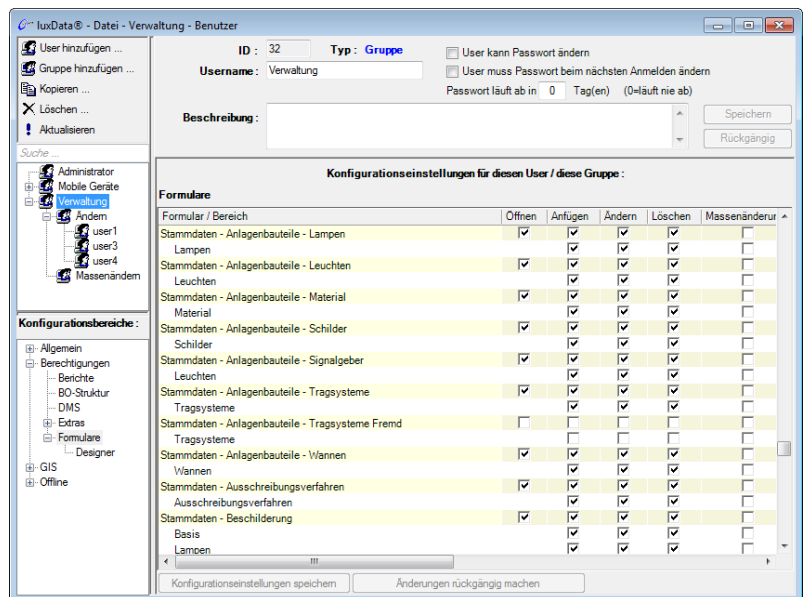 luxData® - Datei - Verwaltung - Benutzer
User hinzufügen ...
Gruppe hinzufügen ...
Kopieren ...
Löschen ...
Aktualisieren
Suche ...
Administrator
Mobile Geräte
Verwaltung
Ändern
user1
user3
user4
Massenändern
Konfigurationsbereiche :
Allgemein
Berechtigungen
Berichte
BO-Struktur
DMS
Extras
Formulare
Designer
GIS
Offline
ID : 32 Typ : Gruppe
Username : Verwaltung
User kann Passwort ändern
User muss Passwort beim nächsten Anmelden ändern
Passwort läuft ab in 0 Tag(en) (0=läuft nie ab)
Beschreibung :
Speichern
Rückgängig
Konfigurationseinstellungen für diesen User / diese Gruppe :
Formulare
Formular / Bereich Öffnen Anfügen Ändern Löschen Massenänderur
Stammdaten - Anlagenbauteile - Lampen
Lampen
Stammdaten - Anlagenbauteile - Leuchten
Leuchten
Stammdaten - Anlagenbauteile - Material
Material
Stammdaten - Anlagenbauteile - Schilder
Schilder
Stammdaten - Anlagenbauteile - Signalgeber
Leuchten
Stammdaten - Anlagenbauteile - Tragsysteme
Tragsysteme
Stammdaten - Anlagenbauteile - Tragsysteme Fremd
Tragsysteme
Stammdaten - Anlagenbauteile - Wannen
Wannen
Stammdaten - Ausschreibungsverfahren
Ausschreibungsverfahren
Stammdaten - Beschilderung
Basis
Lampen
Konfigurationseinstellungen speichern
Änderungen rückgängig machen